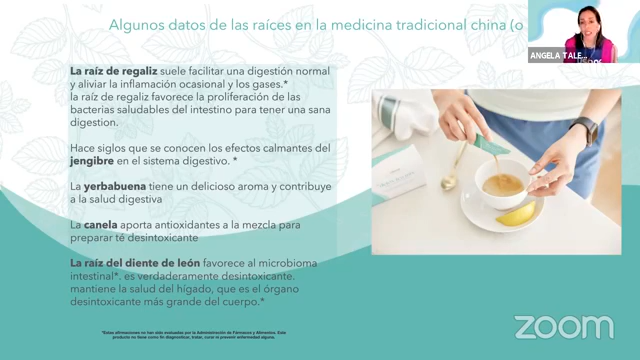 Algunos datos de las raíces en la medicina tradicional china (o
ANGELA TALE...
La raíz de regaliz suele facilitar una digestión normal
y aliviar la inflamación ocasional y los gases.*
la raíz de regaliz favorece la proliferación de las
bacterias saludables del intestino para tener una sana
digestion.
Hace siglos que se conocen los efectos calmantes del
jengibre en el sistema digestivo. *
La yerbabuena tiene un delicioso aroma y contribuye
a la salud digestiva
La canela aporta antioxidantes a la mezcla para
preparar té desintoxicante
La raíz del diente de león favorece al microbioma
intestinal*. es verdaderamente desintoxicante.
mantiene la salud del hígado, que es el órgano
desintoxicante más grande del cuerpo.*
*Estas afirmaciones no han sido evaluadas por la Administración de Fármacos y Alimentos. Este
producto no tiene como fin diagnosticar, tratar, curar ni prevenir enfermedad alguna.
zoom